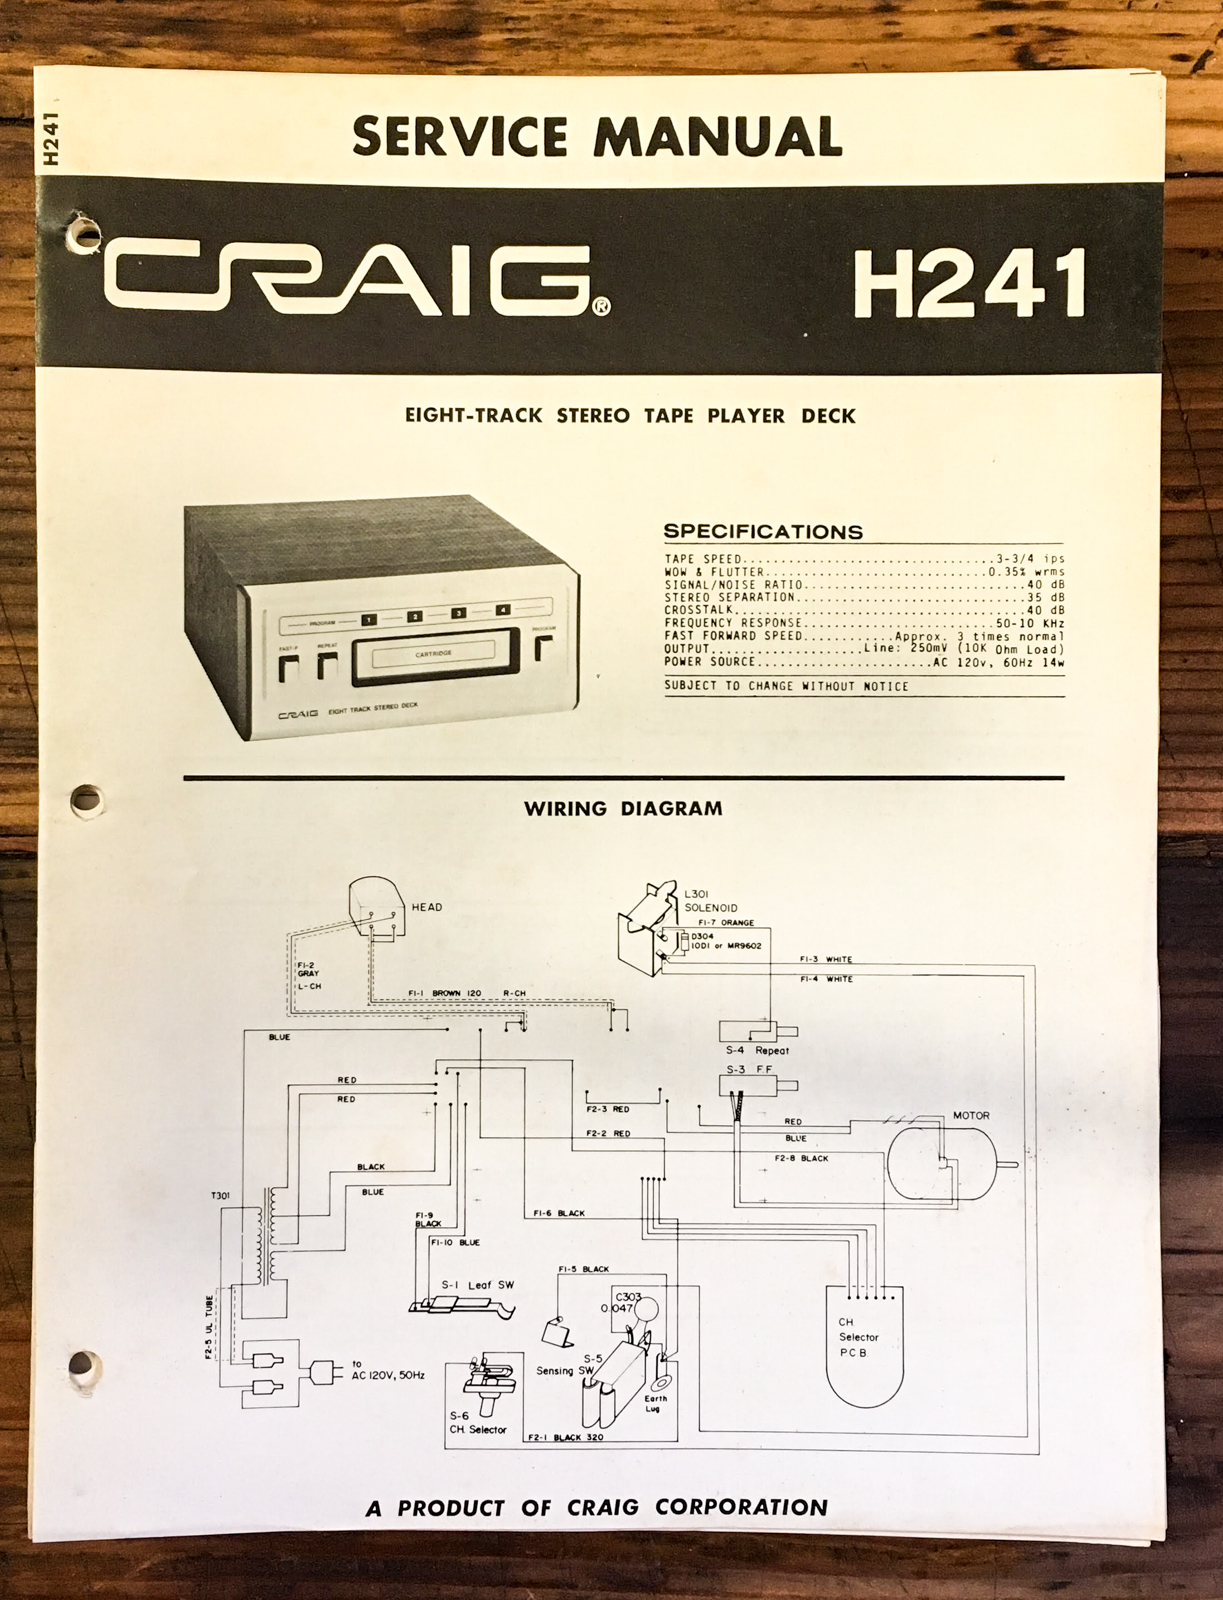 H241
SERVICE MANUAL
CRAIG®
H241
EIGHT-TRACK STEREO TAPE PLAYER DECK
PROGRAM 1 2 3 4
FAST-F REPEAT PROGRAM
CARTRIDGE
CRAIG EIGHT TRACK STEREO DECK
SPECIFICATIONS
TAPE SPEED............................3-3/4 ips
WOW & FLUTTER.........................0.35% wrms
SIGNAL/NOISE RATIO.........................40 dB
STEREO SEPARATION..........................35 dB
CROSSTALK..................................40 dB
FREQUENCY RESPONSE.....................50-10 KHz
FAST FORWARD SPEED...........Approx. 3 times normal
OUTPUT...................Line: 250mV (10K Ohm Load)
POWER SOURCE......................AC 120v, 60Hz 14w
SUBJECT TO CHANGE WITHOUT NOTICE
WIRING DIAGRAM
HEAD
L301
SOLENOID
F1-7 ORANGE
D304
10D1 or MR9602
F1-3 WHITE
F1-4 WHITE
F1-2
GRAY
L-CH
F1-1 BROWN 120 R-CH
BLUE
S-4 Repeat
S-3 F.F
RED
RED
F2-3 RED
F2-2 RED
RED
BLUE
MOTOR
F2-8 BLACK
BLACK
BLUE
T301
F1-9
BLACK
F1-10 BLUE
F1-6 BLACK
F1-5 BLACK
S-1 Leaf SW
C303
0.047
F2-5 UL TUBE
CH.
Selector
P C B
to
AC 120V, 50Hz
S-5
Sensing SW
Earth
Lug
S-6
CH. Selector
F2-1 BLACK 320
A PRODUCT OF CRAIG CORPORATION